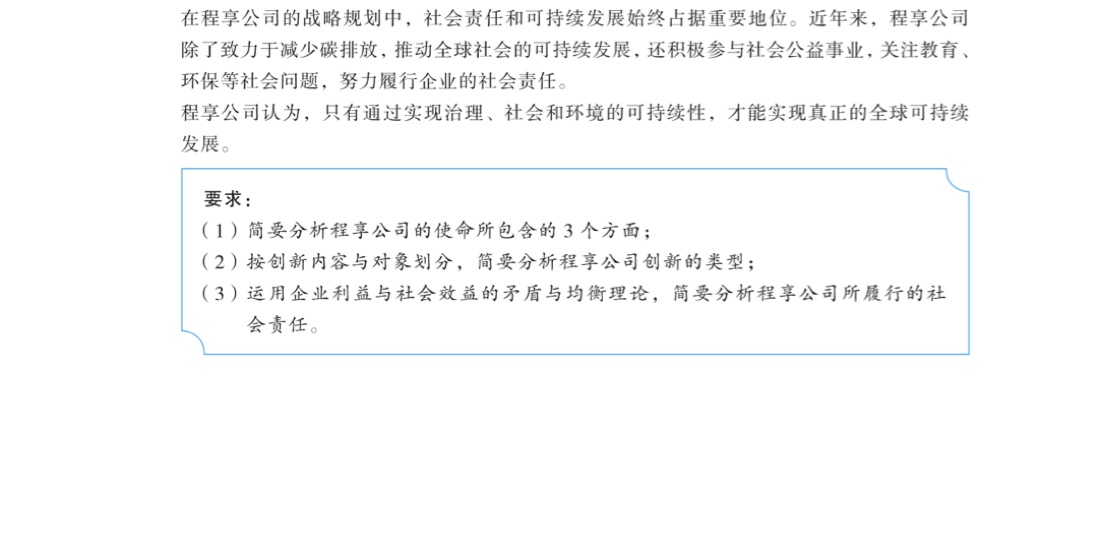 在程享公司的战略规划中，社会责任和可持续发展始终占据重要地位。近年来，程享公司
除了致力于减少碳排放，推动全球社会的可持续发展，还积极参与社会公益事业，关注教育、
环保等社会问题，努力履行企业的社会责任。
程享公司认为，只有通过实现治理、社会和环境的可持续性，才能实现真正的全球可持续
发展。
要求：
（1）简要分析程享公司的使命所包含的 3 个方面；
（2）按创新内容与对象划分，简要分析程享公司创新的类型；
（3）运用企业利益与社会效益的矛盾与均衡理论，简要分析程享公司所履行的社
会责任。